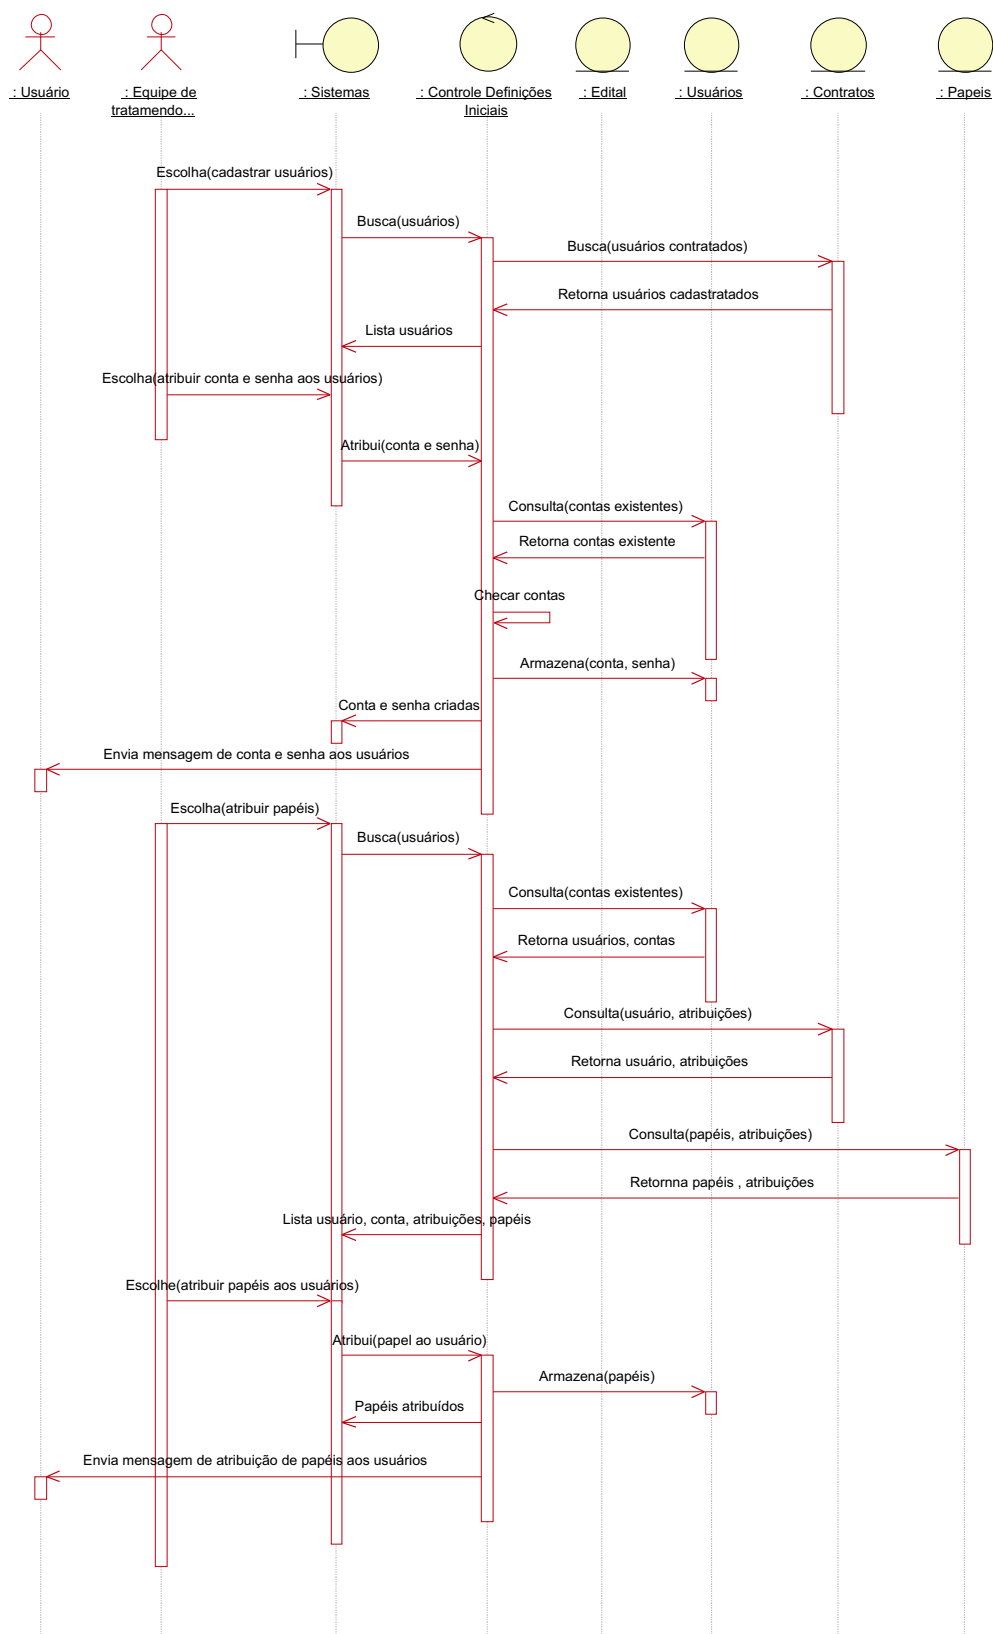 : Usuário
: Equipe de
tratamendo...
: Sistemas
: Controle Definições
Iniciais
: Edital
: Usuários
: Contratos
: Papeis
Escolha(cadastrar usuários)
Busca(usuários)
Busca(usuários contratados)
Retorna usuários cadastratados
Lista usuários
Escolha(atribuir conta e senha aos usuários)
Atribui(conta e senha)
Consulta(contas existentes)
Retorna contas existente
Checar contas
Armazena(conta, senha)
Conta e senha criadas
Envia mensagem de conta e senha aos usuários
Escolha(atribuir papéis)
Busca(usuários)
Consulta(contas existentes)
Retorna usuários, contas
Consulta(usuário, atribuições)
Retorna usuário, atribuições
Consulta(papéis, atribuições)
Retornna papéis , atribuições
Lista usuário, conta, atribuições, papéis
Escolhe(atribuir papéis aos usuários)
Atribui(papel ao usuário)
Armazena(papéis)
Papéis atribuídos
Envia mensagem de atribuição de papéis aos usuários